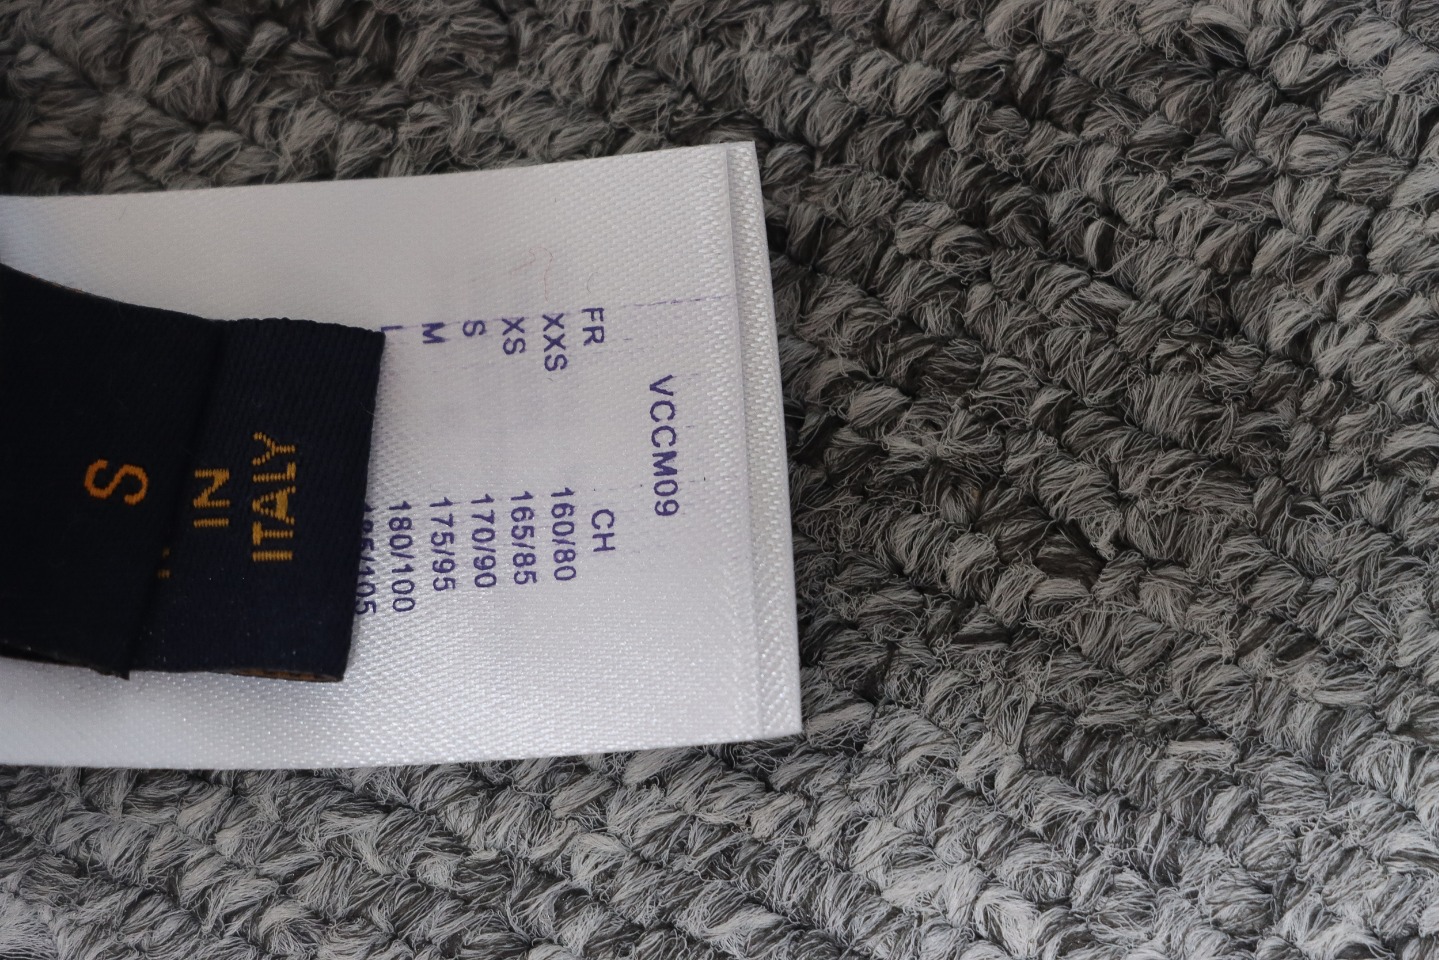 VCCM09
FR CH
XXS 160/80
XS 165/85
S 170/90
M 175/95
L 180/100
S
IN
ITALY